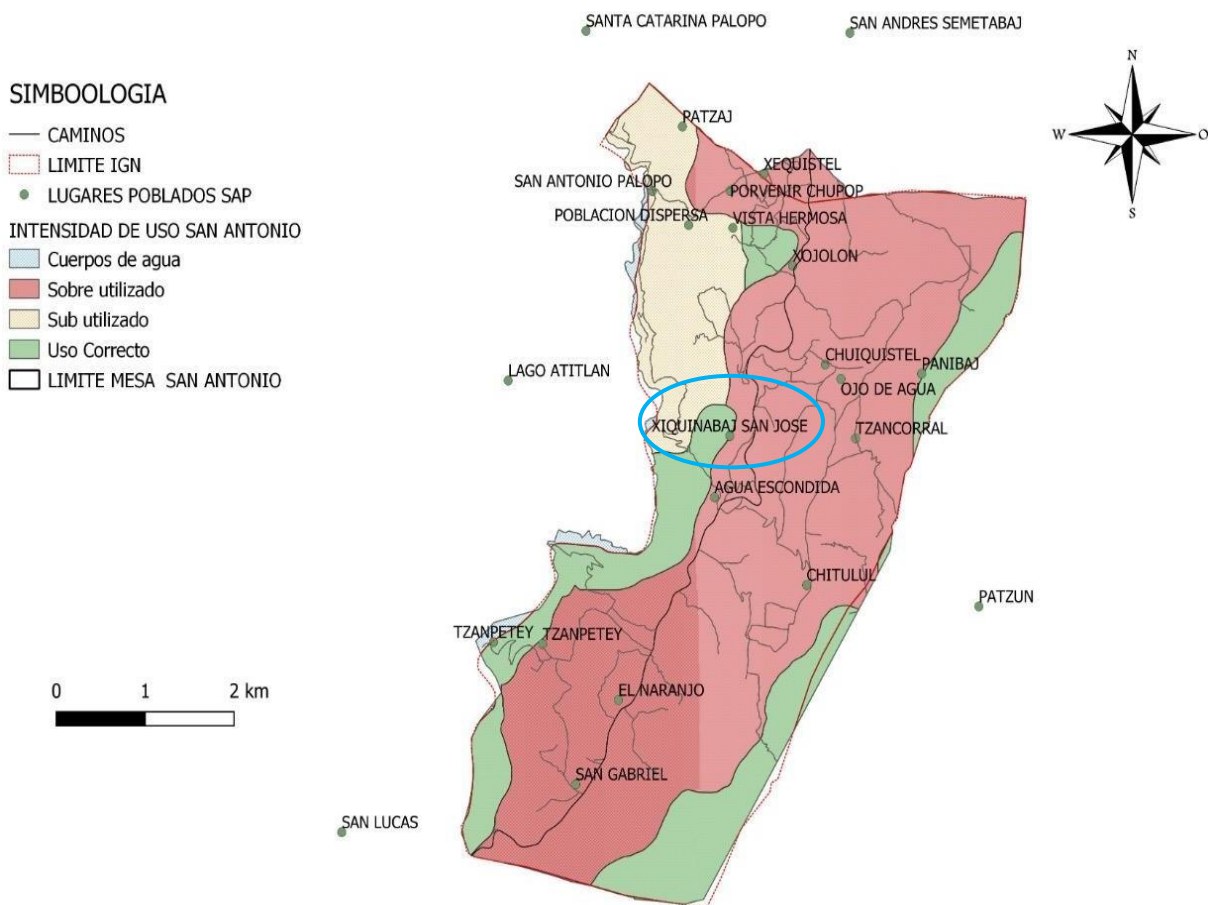 SANTA CATARINA PALOPO
SAN ANDRES SEMETABAJ
SIMBOOLOGIA
CAMINOS
LIMITE IGN
LUGARES POBLADOS SAP
INTENSIDAD DE USO SAN ANTONIO
Cuerpos de agua
Sobre utilizado
Sub utilizado
Uso Correcto
LIMITE MESA SAN ANTONIO
N
W
O
S
PATZAJ
XEQUISTEL
SAN ANTONIO PALOPO
PORVENIR CHUPOP
POBLACION DISPERSA
VISTA HERMOSA
XOJOLON
CHUIQUISTEL
PANIBAJ
LAGO ATITLAN
OJO DE AGUA
XIQUINABAJ SAN JOSE
TZANCORRAL
AGUA ESCONDIDA
CHITULUL
PATZUN
TZANPETEY
TZANPETEY
0 1 2 km
EL NARANJO
SAN GABRIEL
SAN LUCAS